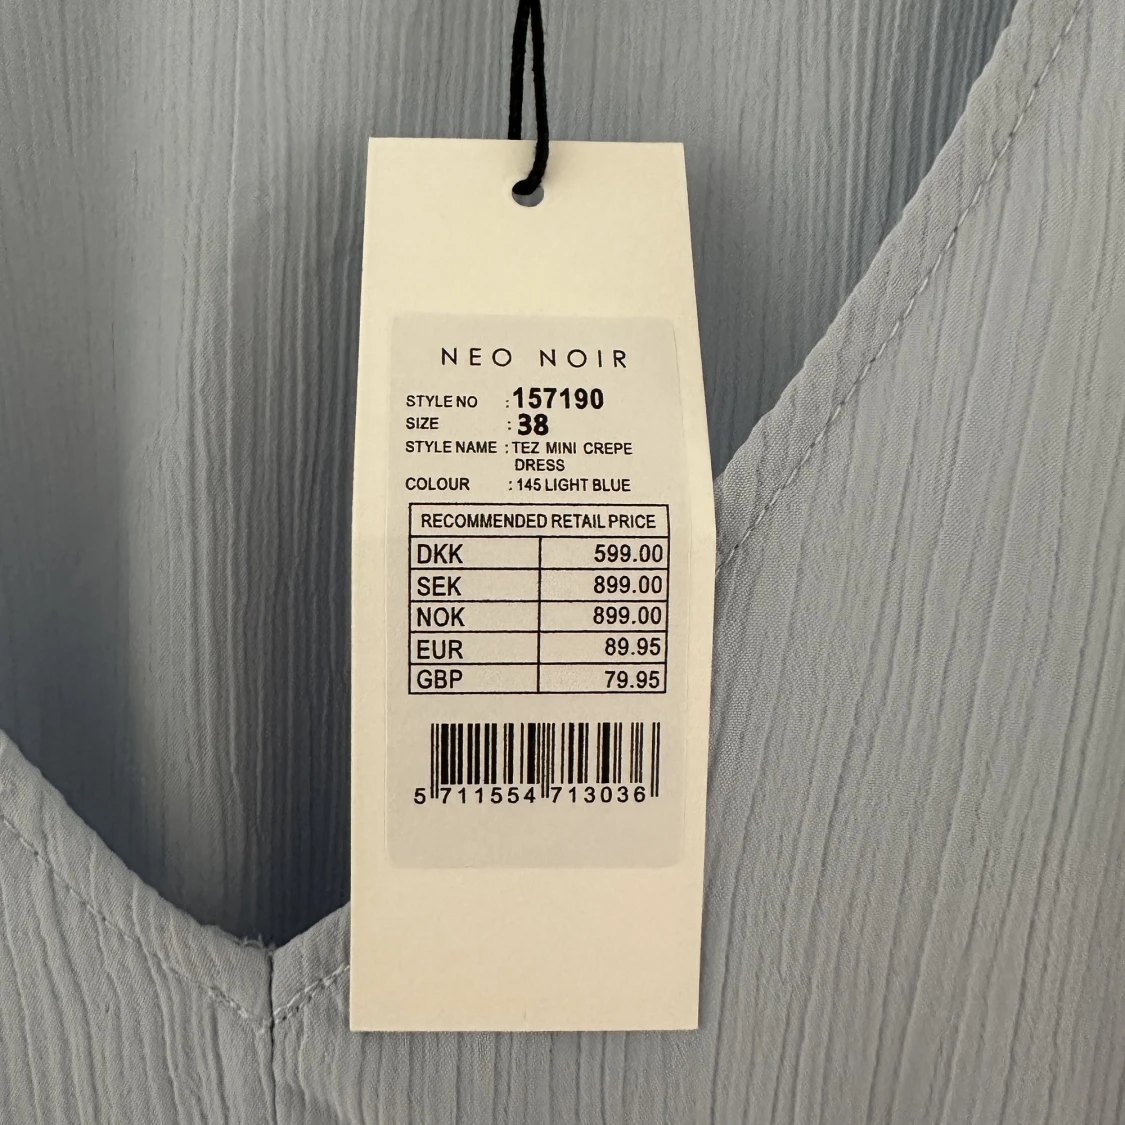 NEO NOIR
STYLE NO : 157190
SIZE : 38
STYLE NAME : TEZ MINI CREPE
DRESS
COLOUR : 145 LIGHT BLUE
RECOMMENDED RETAIL PRICE
DKK 599.00
SEK 899.00
NOK 899.00
EUR 89.95
GBP 79.95
5 711554 713036